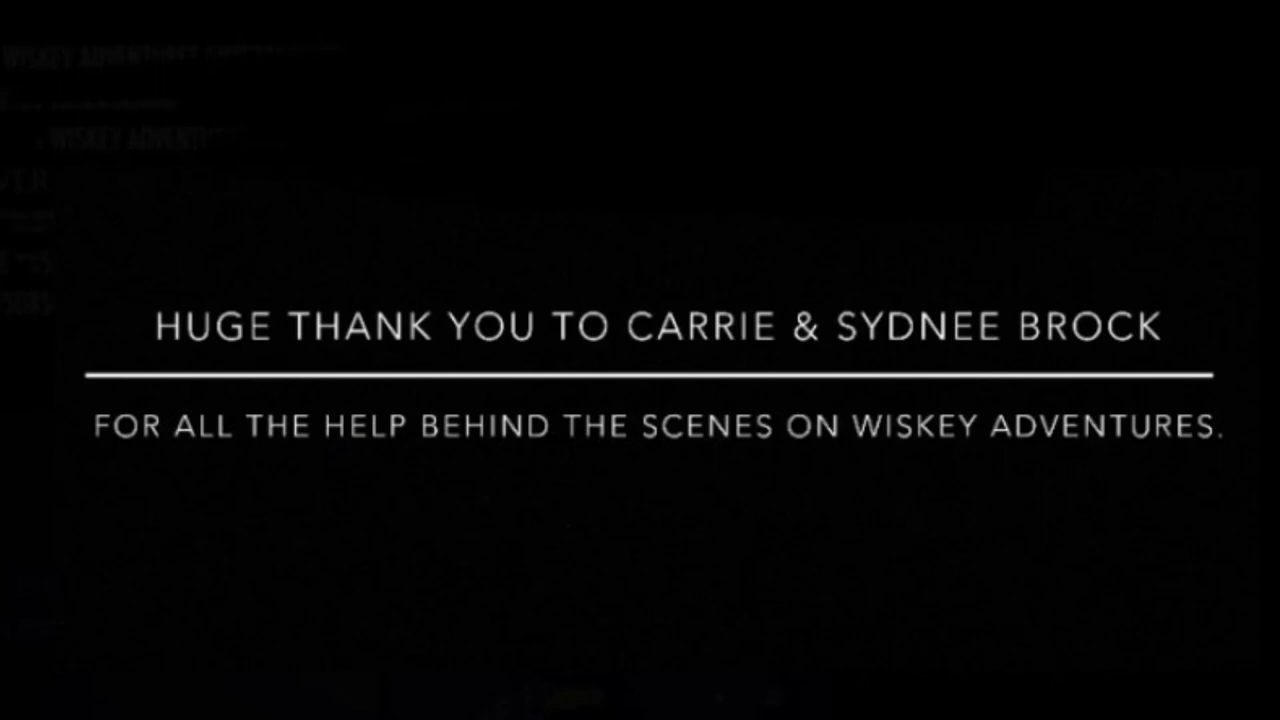 HUGE THANK YOU TO CARRIE & SYDNEE BROCK
FOR ALL THE HELP BEHIND THE SCENES ON WISKEY ADVENTURES.